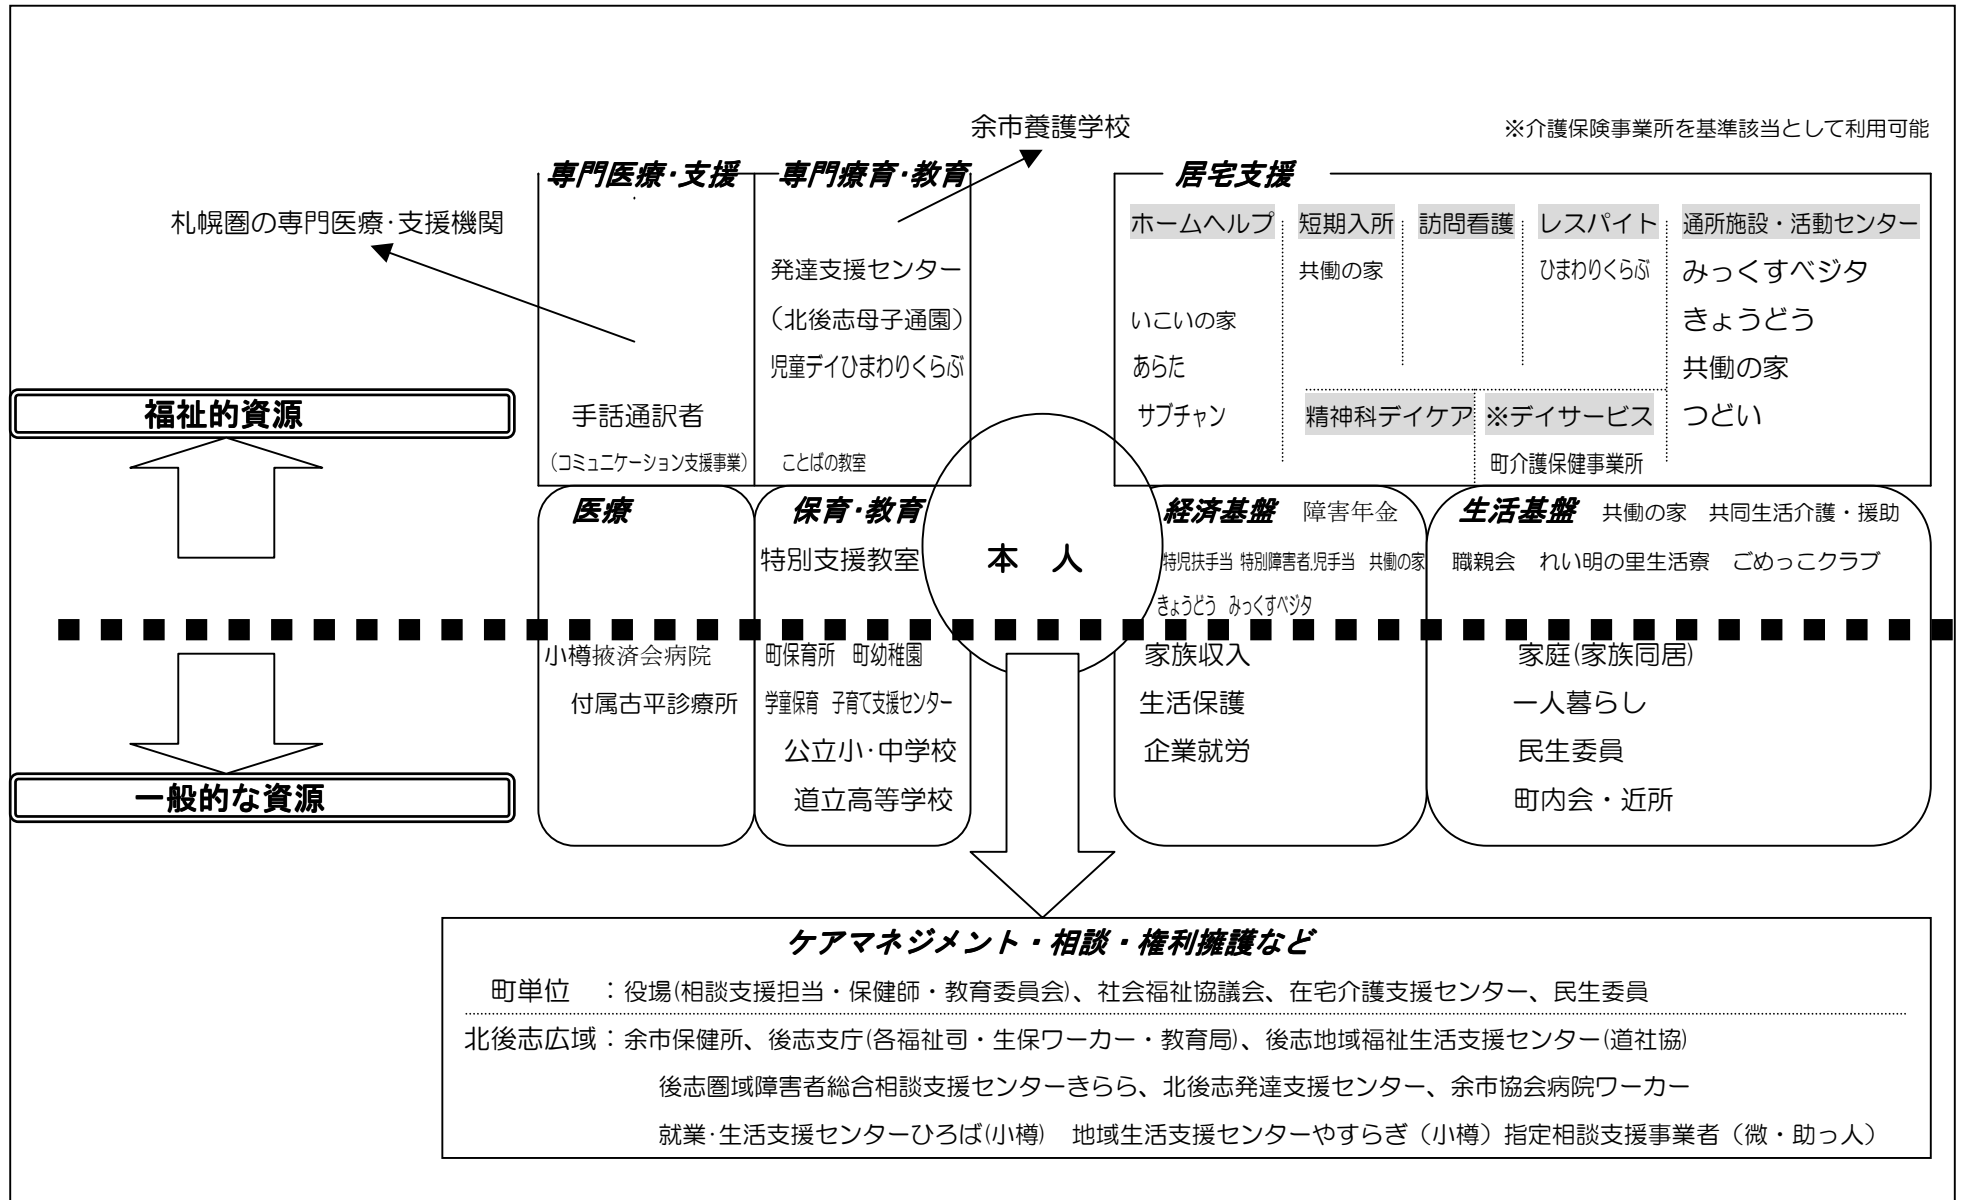 余市養護学校
※介護保険事業所を基準該当として利用可能
専門医療・支援
専門療育・教育
居宅支援
札幌圏の専門医療・支援機関
ホームヘルプ 短期入所 訪問看護 レスパイト 通所施設・活動センター
発達支援センター
共働の家
ひまわりくらぶ
みっくすベジタ
(北後志母子通園)
いこいの家
きょうどう
児童デイひまわりくらぶ
あらた
共働の家
福祉的資源
手話通訳者
サブチャン
精神科デイケア
※デイサービス
つどい
(コミュニケーション支援事業)
ことばの教室
町介護保健事業所
医療
保育・教育
経済基盤 障害年金
生活基盤 共働の家 共同生活介護・援助
特別支援教室
本 人
特児扶手当 特別障害者,児手当 共働の家
職親会 れい明の里生活寮 ごめっこクラブ
きょうどう みっくすベジタ
小樽掖済会病院
町保育所 町幼稚園
家族収入
家庭(家族同居)
付属古平診療所
学童保育 子育て支援センター
生活保護
一人暮らし
公立小・中学校
企業就労
民生委員
一般的な資源
道立高等学校
町内会・近所
ケアマネジメント・相談・権利擁護など
町単位 :役場(相談支援担当・保健師・教育委員会)、社会福祉協議会、在宅介護支援センター、民生委員
北後志広域:余市保健所、後志支庁(各福祉司・生保ワーカー・教育局)、後志地域福祉生活支援センター(道社協)
後志圏域障害者総合相談支援センターきらら、北後志発達支援センター、余市協会病院ワーカー
就業・生活支援センターひろば(小樽) 地域生活支援センターやすらぎ(小樽)指定相談支援事業者(微・助っ人)